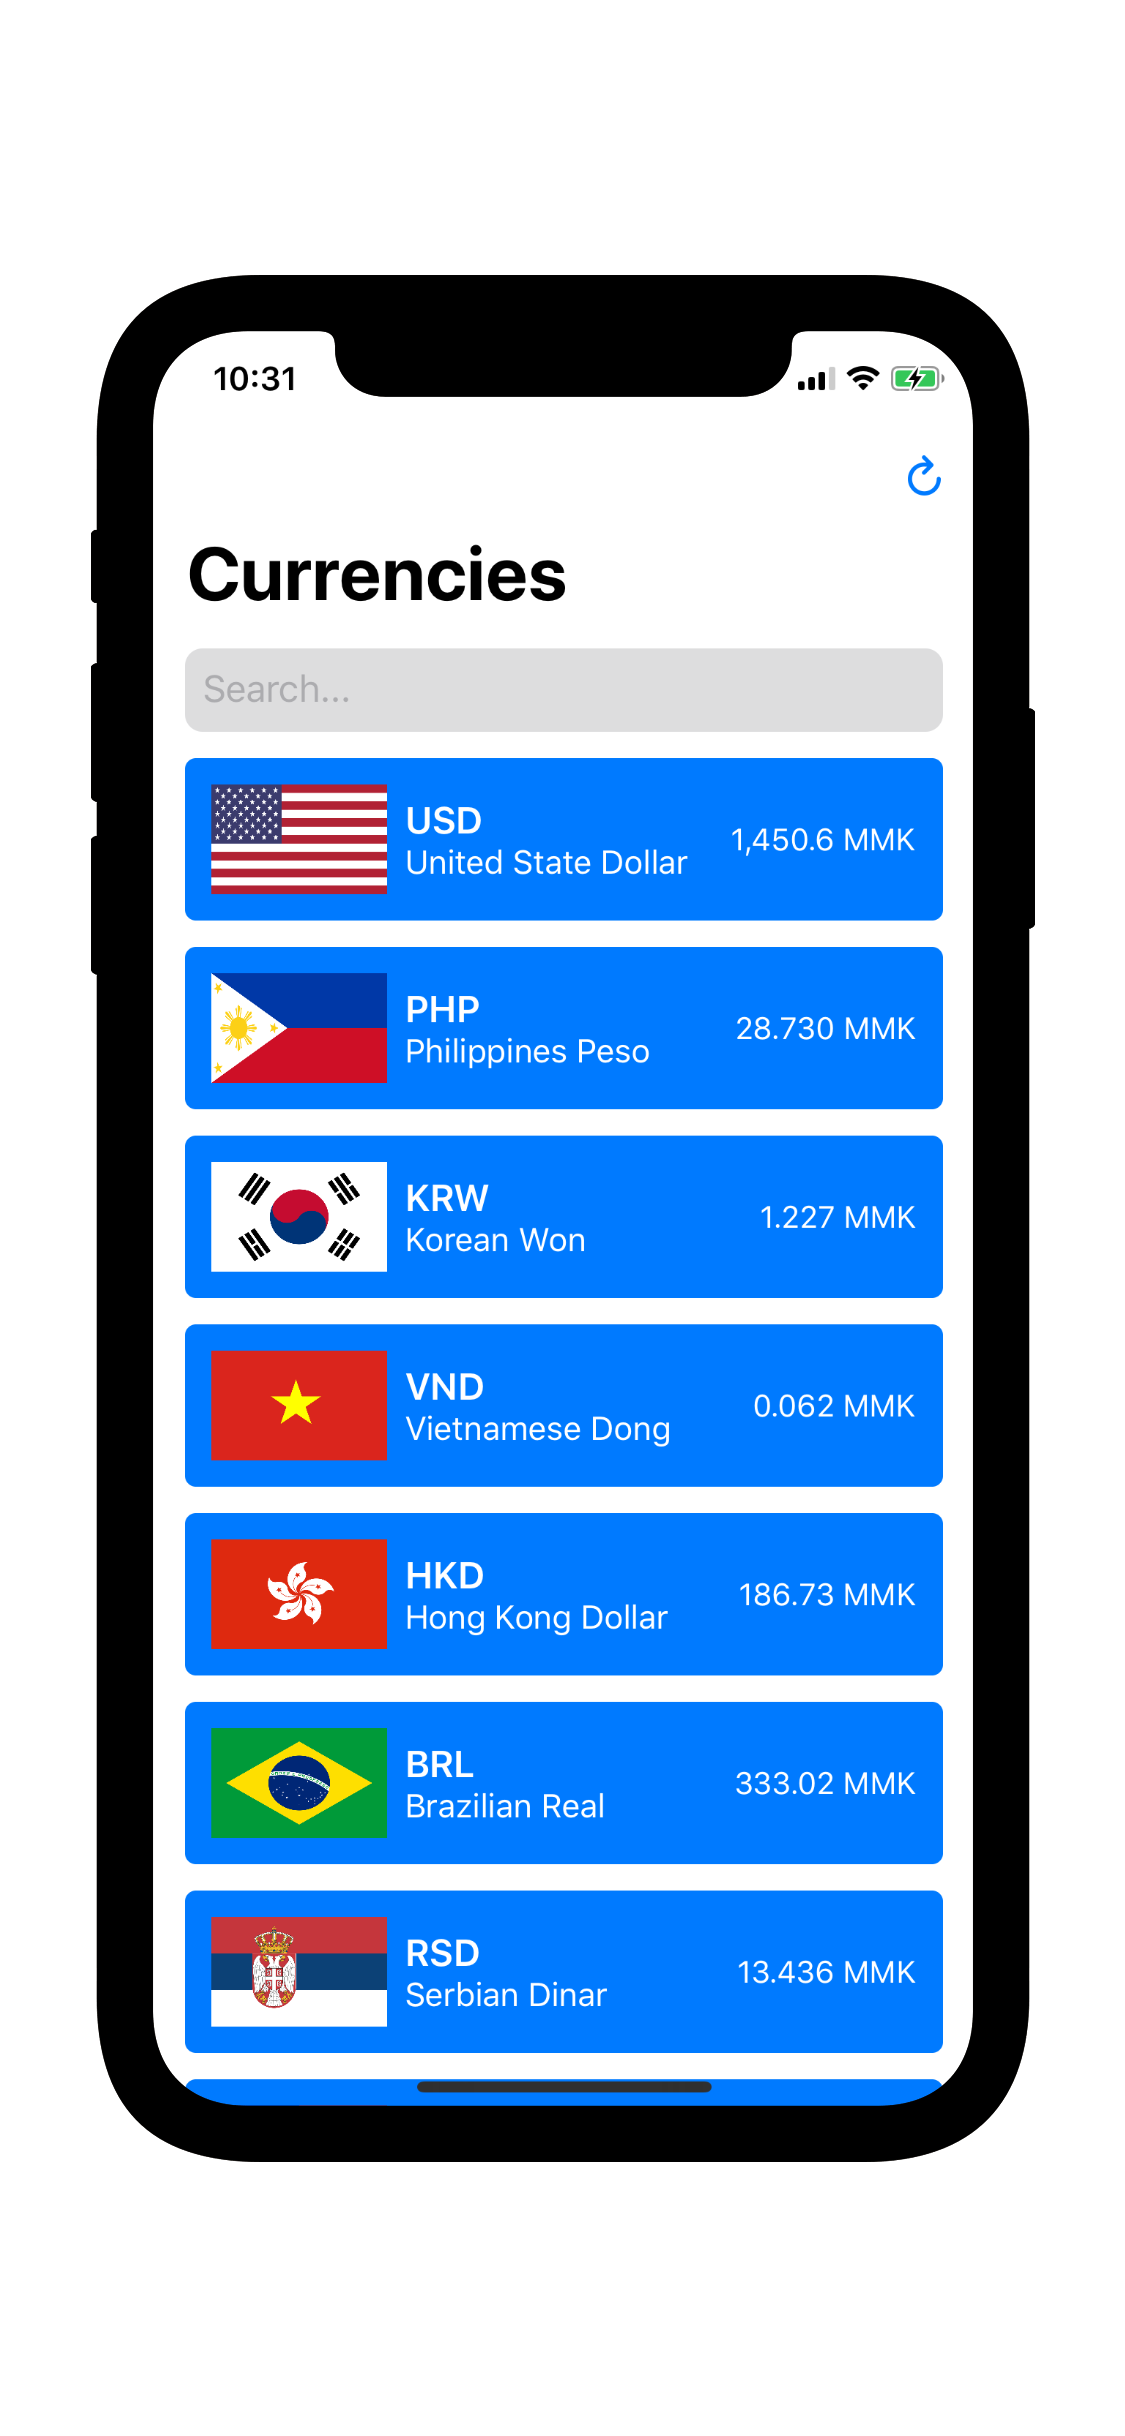 10:31
Currencies
Search...
USD
United State Dollar
1,450.6 MMK
PHP
Philippines Peso
28.730 MMK
KRW
Korean Won
1.227 MMK
VND
Vietnamese Dong
0.062 MMK
HKD
Hong Kong Dollar
186.73 MMK
BRL
Brazilian Real
333.02 MMK
RSD
Serbian Dinar
13.436 MMK